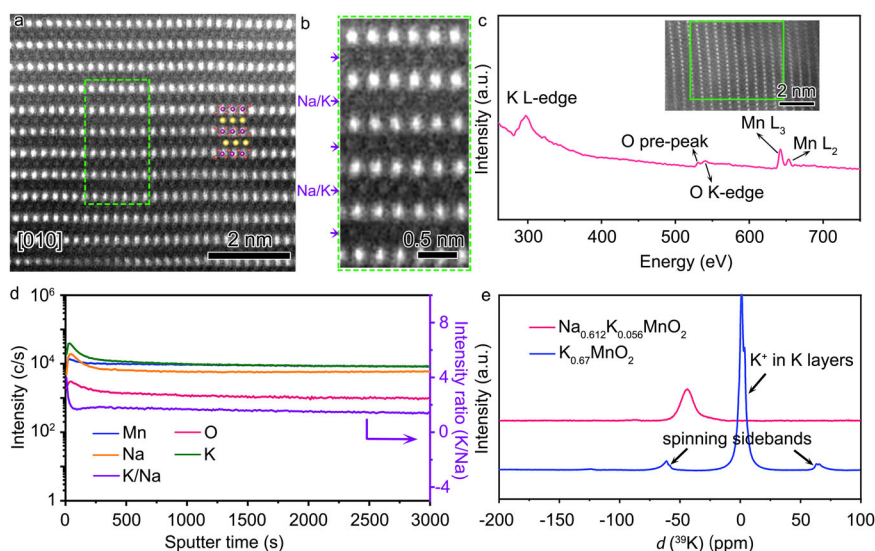 a
[010]
2 nm
b
Na/K
Na/K
0.5 nm
c
Intensity (a.u.)
K L-edge
O pre-peak
O K-edge
Mn L3
Mn L2
2 nm
300 400 500 600 700
Energy (eV)
d
Intensity (c/s)
10^6
10^4
10^2
1
Mn
O
Na
K
K/Na
8
4
2
0
-4
Intensity ratio (K/Na)
0 500 1000 1500 2000 2500 3000
Sputter time (s)
e
Intensity (a.u.)
Na0.612K0.056MnO2
K0.67MnO2
K+ in K layers
spinning sidebands
-200 -150 -100 -50 0 50 100
d (39K) (ppm)